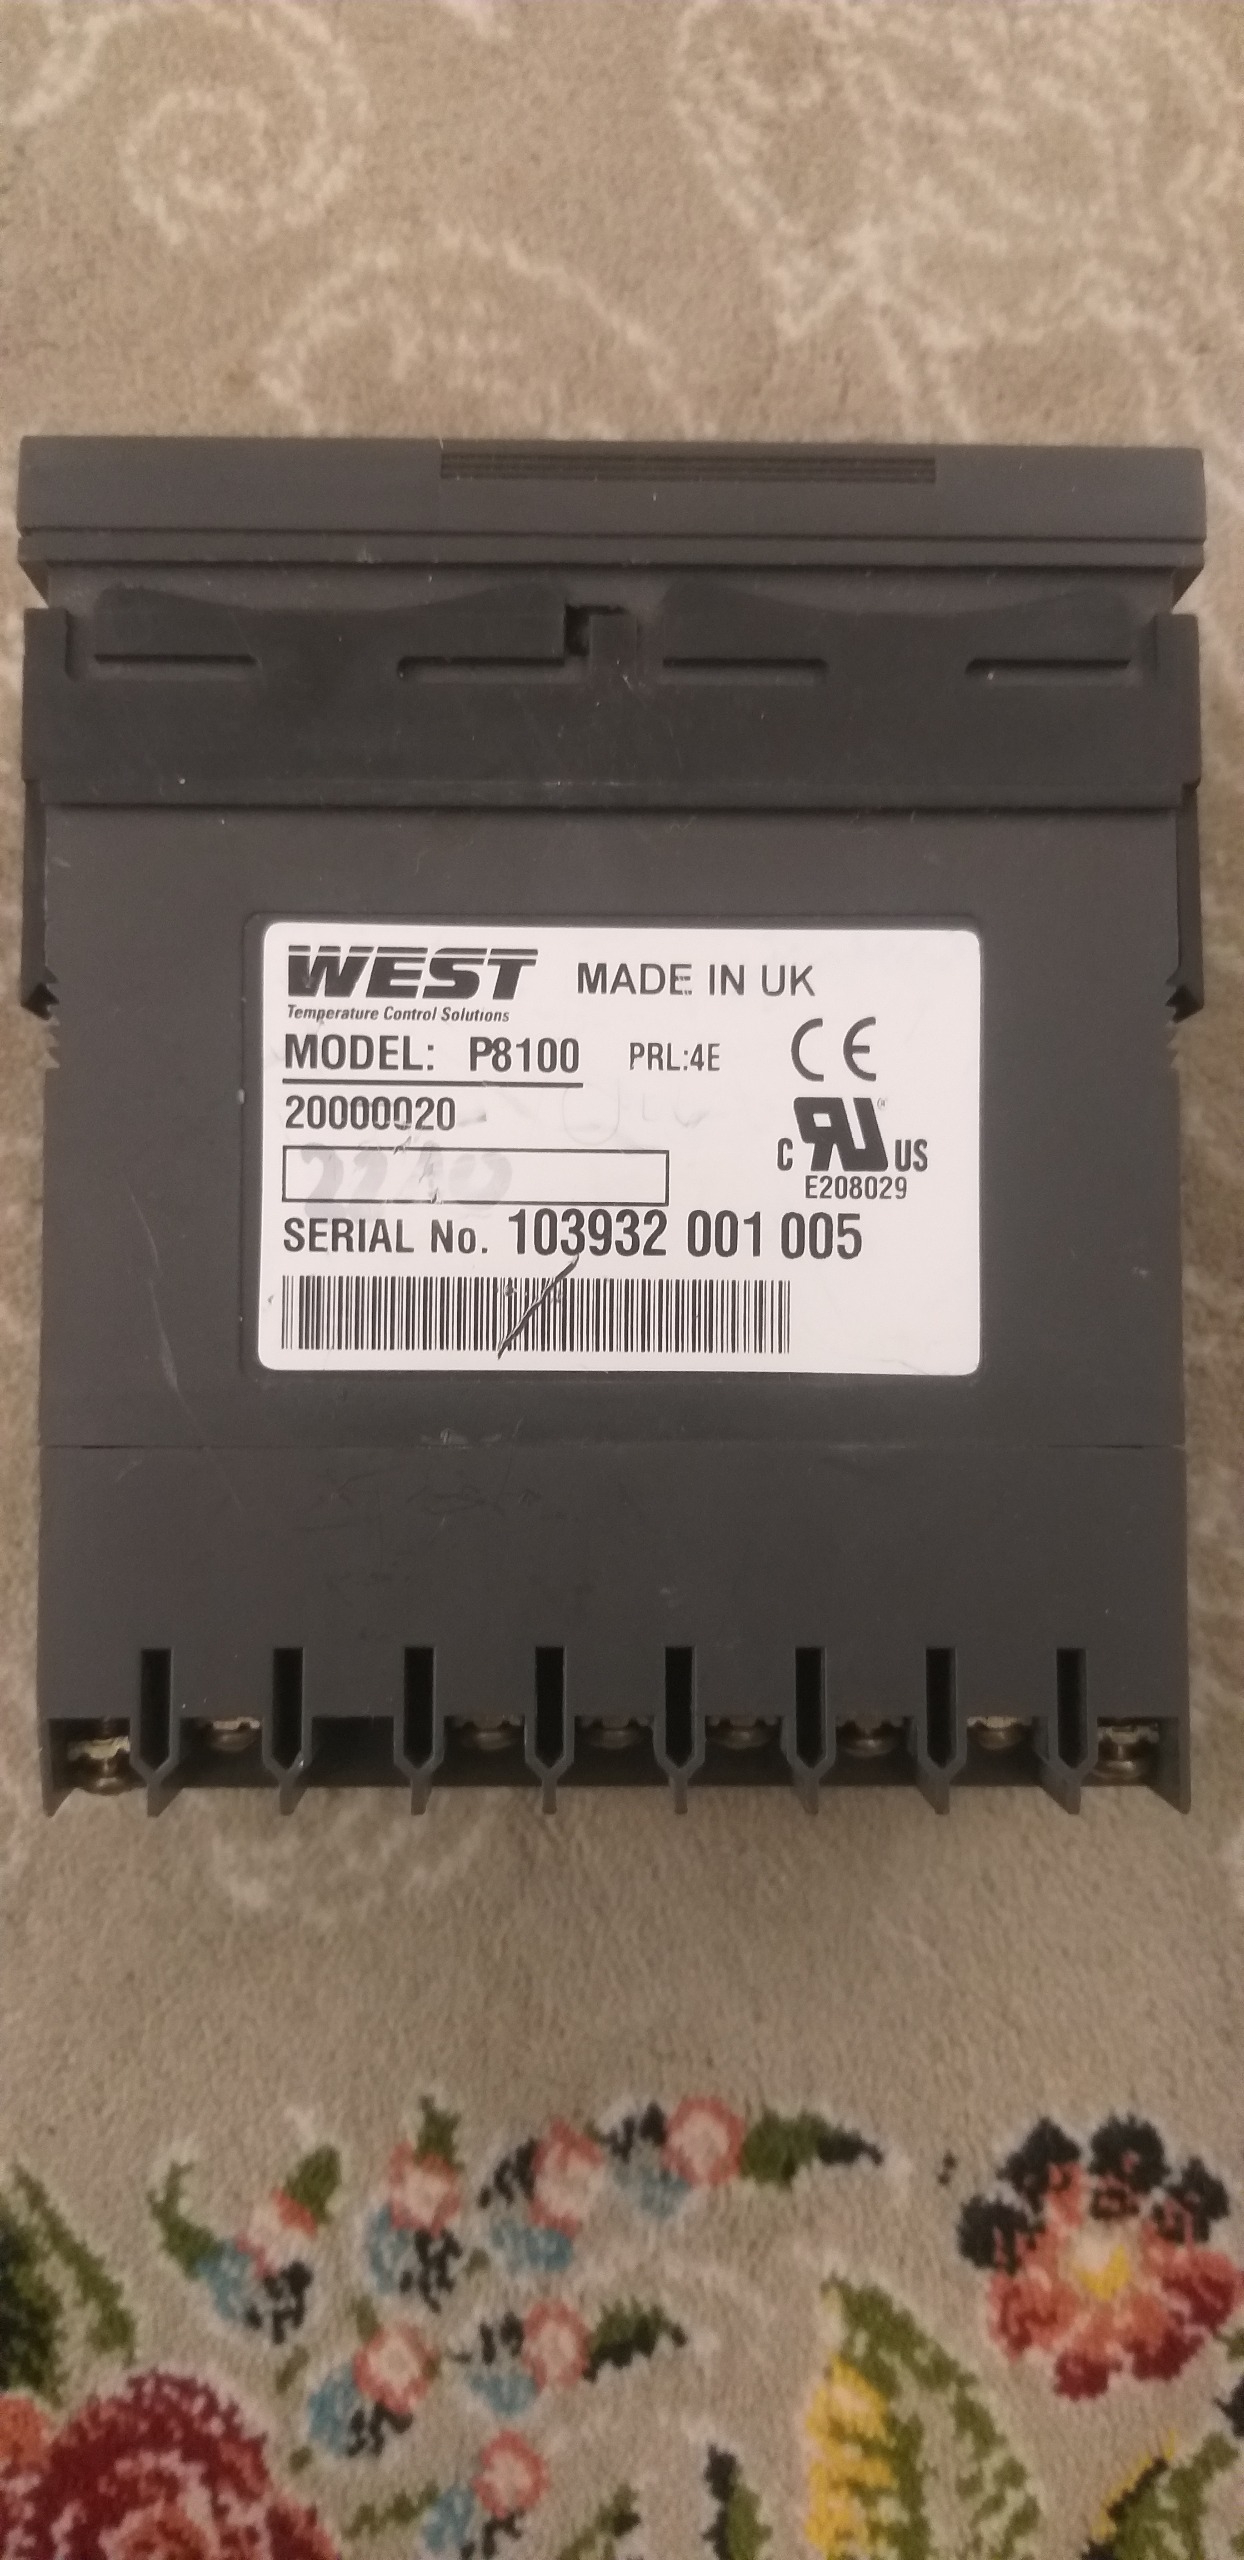 WEST MADE IN UK
Temperature Control Solutions
MODEL: P8100 PRL:4E CE
20000020
C RU ® US
E208029
SERIAL No. 103932 001 005